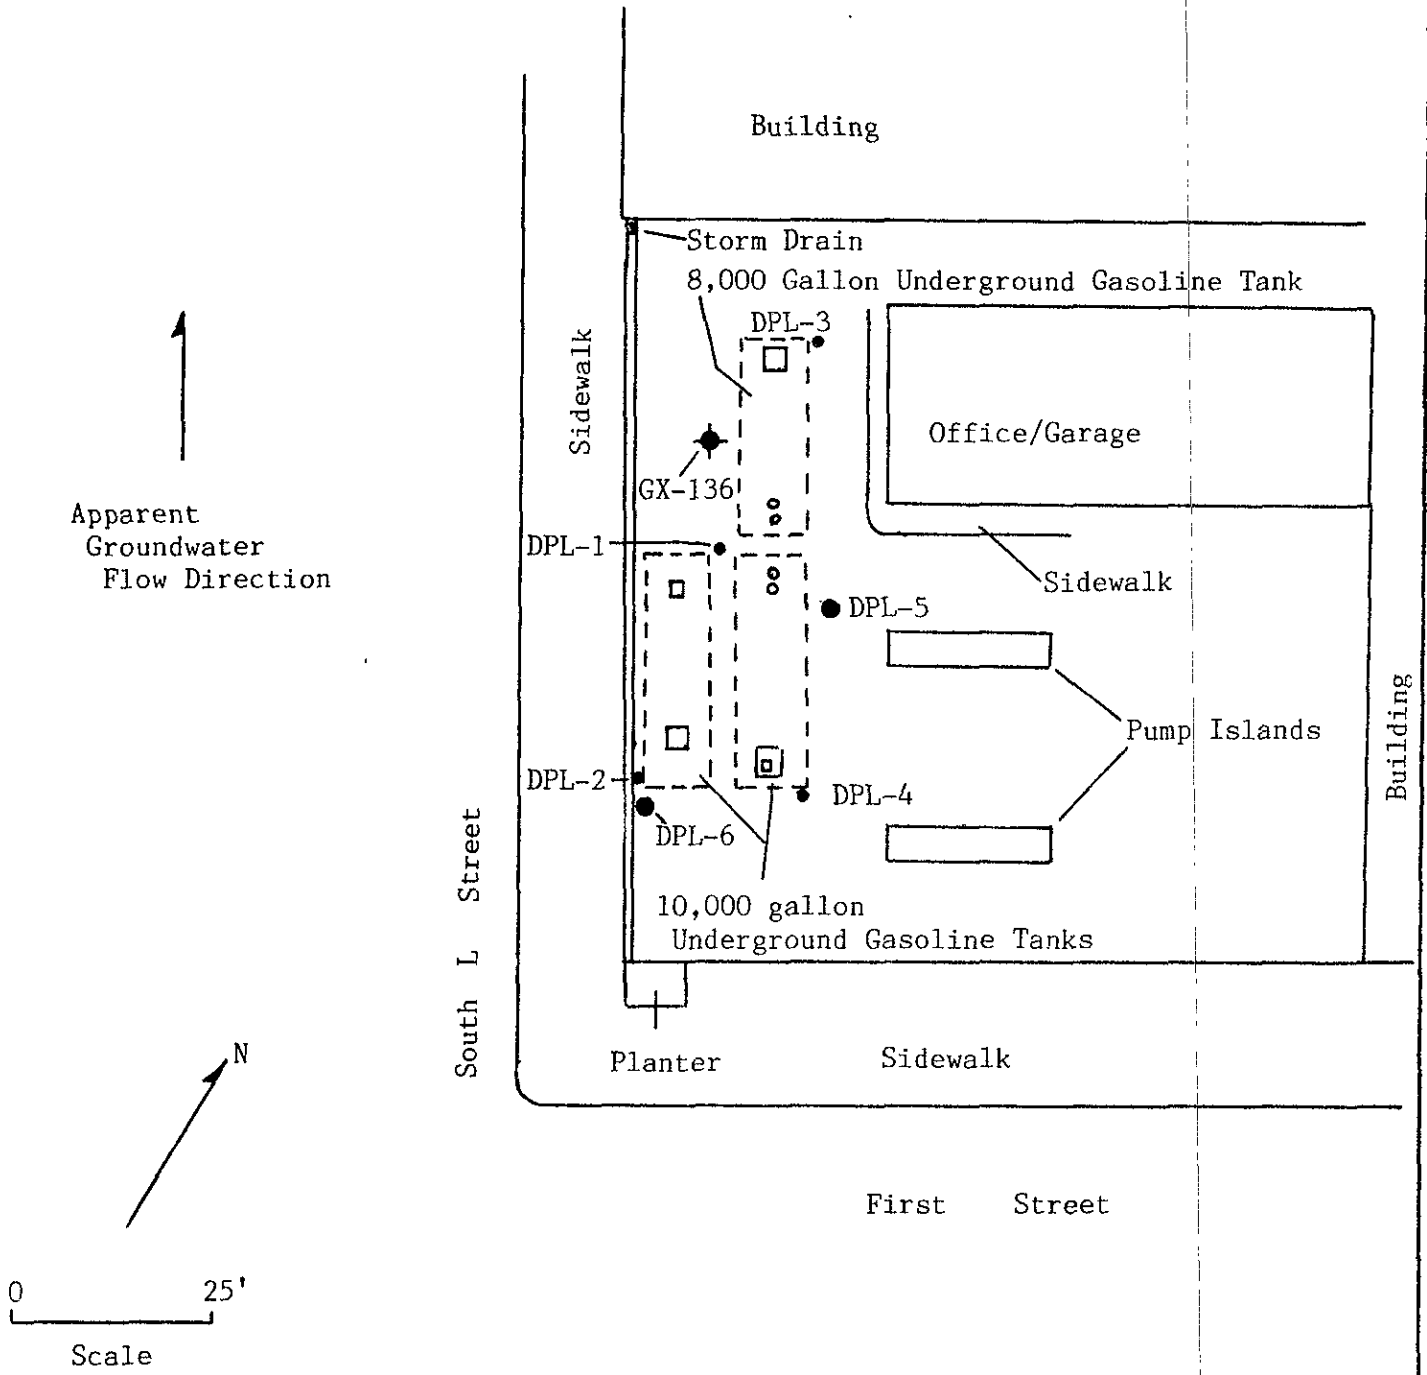 Building
Storm Drain
8,000 Gallon Underground Gasoline Tank
DPL-3
Sidewalk
Office/Garage
GX-136
Apparent
Groundwater
Flow Direction
DPL-1
Sidewalk
DPL-5
Pump Islands
Building
DPL-2
DPL-4
DPL-6
South L Street
10,000 gallon
Underground Gasoline Tanks
N
Planter
Sidewalk
First Street
0 25'
Scale